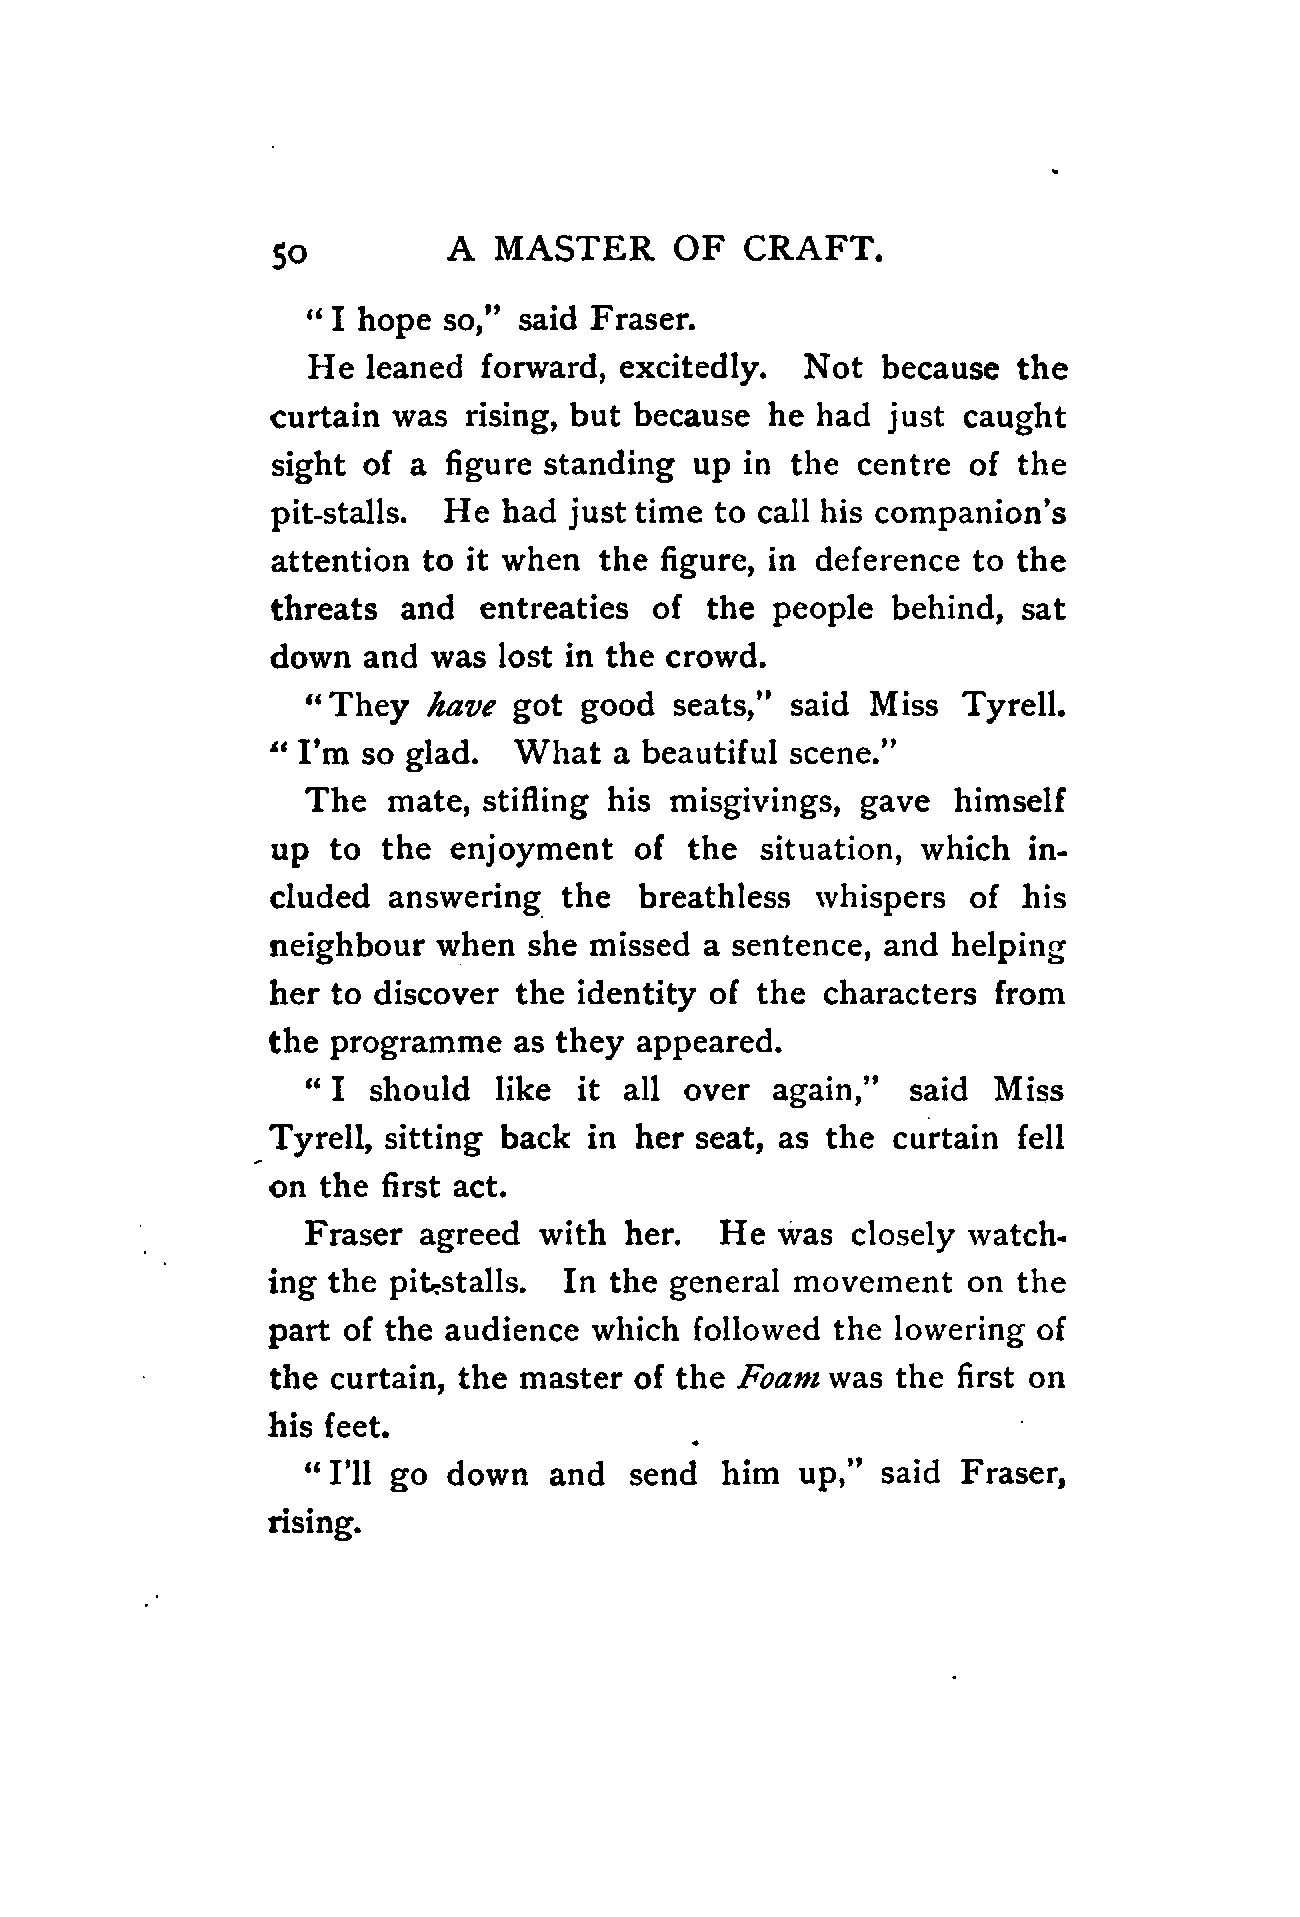 50 A MASTER OF CRAFT.
“ I hope so,” said Fraser.
He leaned forward, excitedly. Not because the
curtain was rising, but because he had just caught
sight of a figure standing up in the centre of the
pit-stalls. He had just time to call his companion’s
attention to it when the figure, in deference to the
threats and entreaties of the people behind, sat
down and was lost in the crowd.
“ They have got good seats,” said Miss Tyrell.
“ I’m so glad. What a beautiful scene.”
The mate, stifling his misgivings, gave himself
up to the enjoyment of the situation, which in-
cluded answering the breathless whispers of his
neighbour when she missed a sentence, and helping
her to discover the identity of the characters from
the programme as they appeared.
“ I should like it all over again,” said Miss
Tyrell, sitting back in her seat, as the curtain fell
on the first act.
Fraser agreed with her. He was closely watch-
ing the pit-stalls. In the general movement on the
part of the audience which followed the lowering of
the curtain, the master of the Foam was the first on
his feet.
“ I’ll go down and send him up,” said Fraser,
rising.